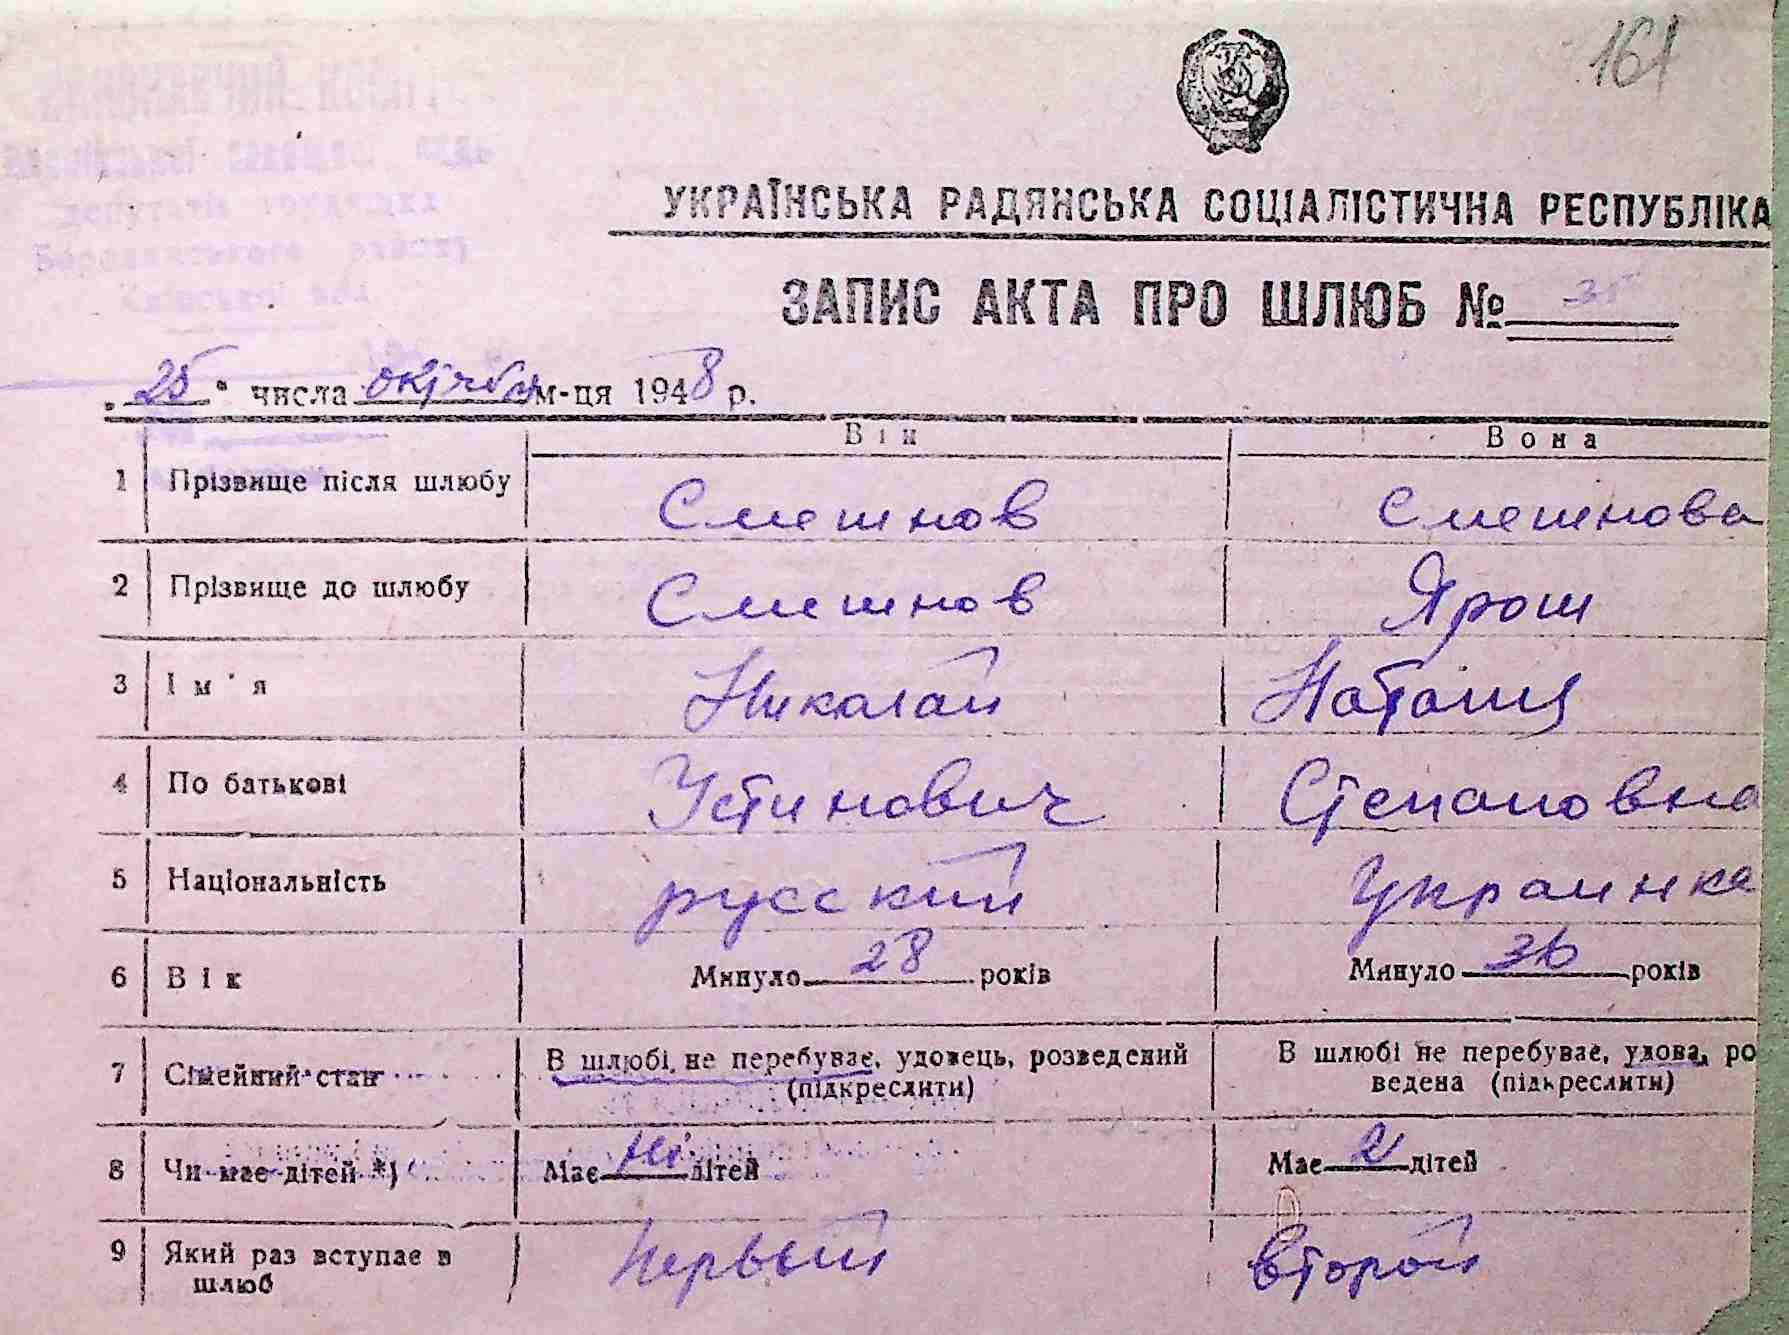 161
УКРАЇНСЬКА РАДЯНСЬКА СОЦІАЛІСТИЧНА РЕСПУБЛІКА
ЗАПИС АКТА ПРО ШЛЮБ №
„25" числа октября м-ця 1948 р.
Він Вона
1 Прізвище після шлюбу Смешнов Смешнова
2 Прізвище до шлюбу Смешнов Ярош
3 Ім'я Николай Наталия
4 По батькові Устинович Степановна
5 Національність русский Украинка
6 Вік Минуло 28 років Минуло 36 років
7 Сімейний стан В шлюбі не перебуває, удовець, розведений (підкреслити) В шлюбі не перебуває, удова, ро
ведена (підкреслити)
8 Чи має дітей *) Має ні дітей Має 2 дітей
9 Який раз вступає в шлюб Первый Второй